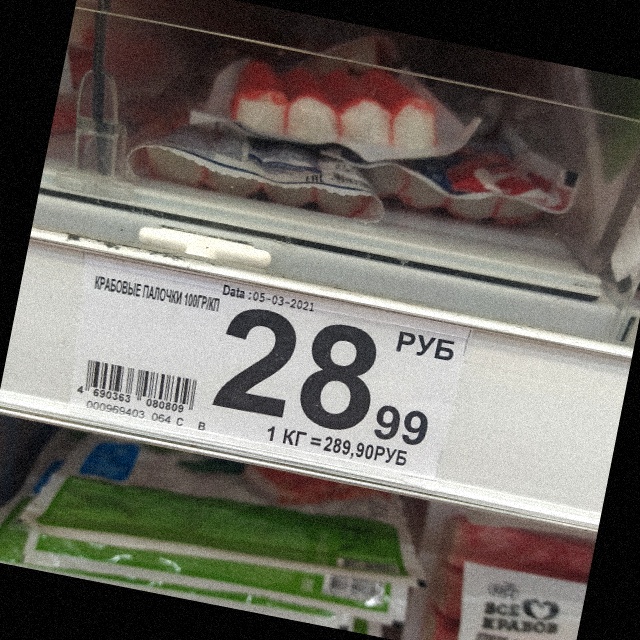 КРАБОВЫЕ ПАЛОЧКИ 100ГР/КП
Data :05-03-2021
28 99
РУБ
1 КГ = 289,90РУБ
4 690363 080809
000969403 064 C B
ВСЕ
КРАБОВ